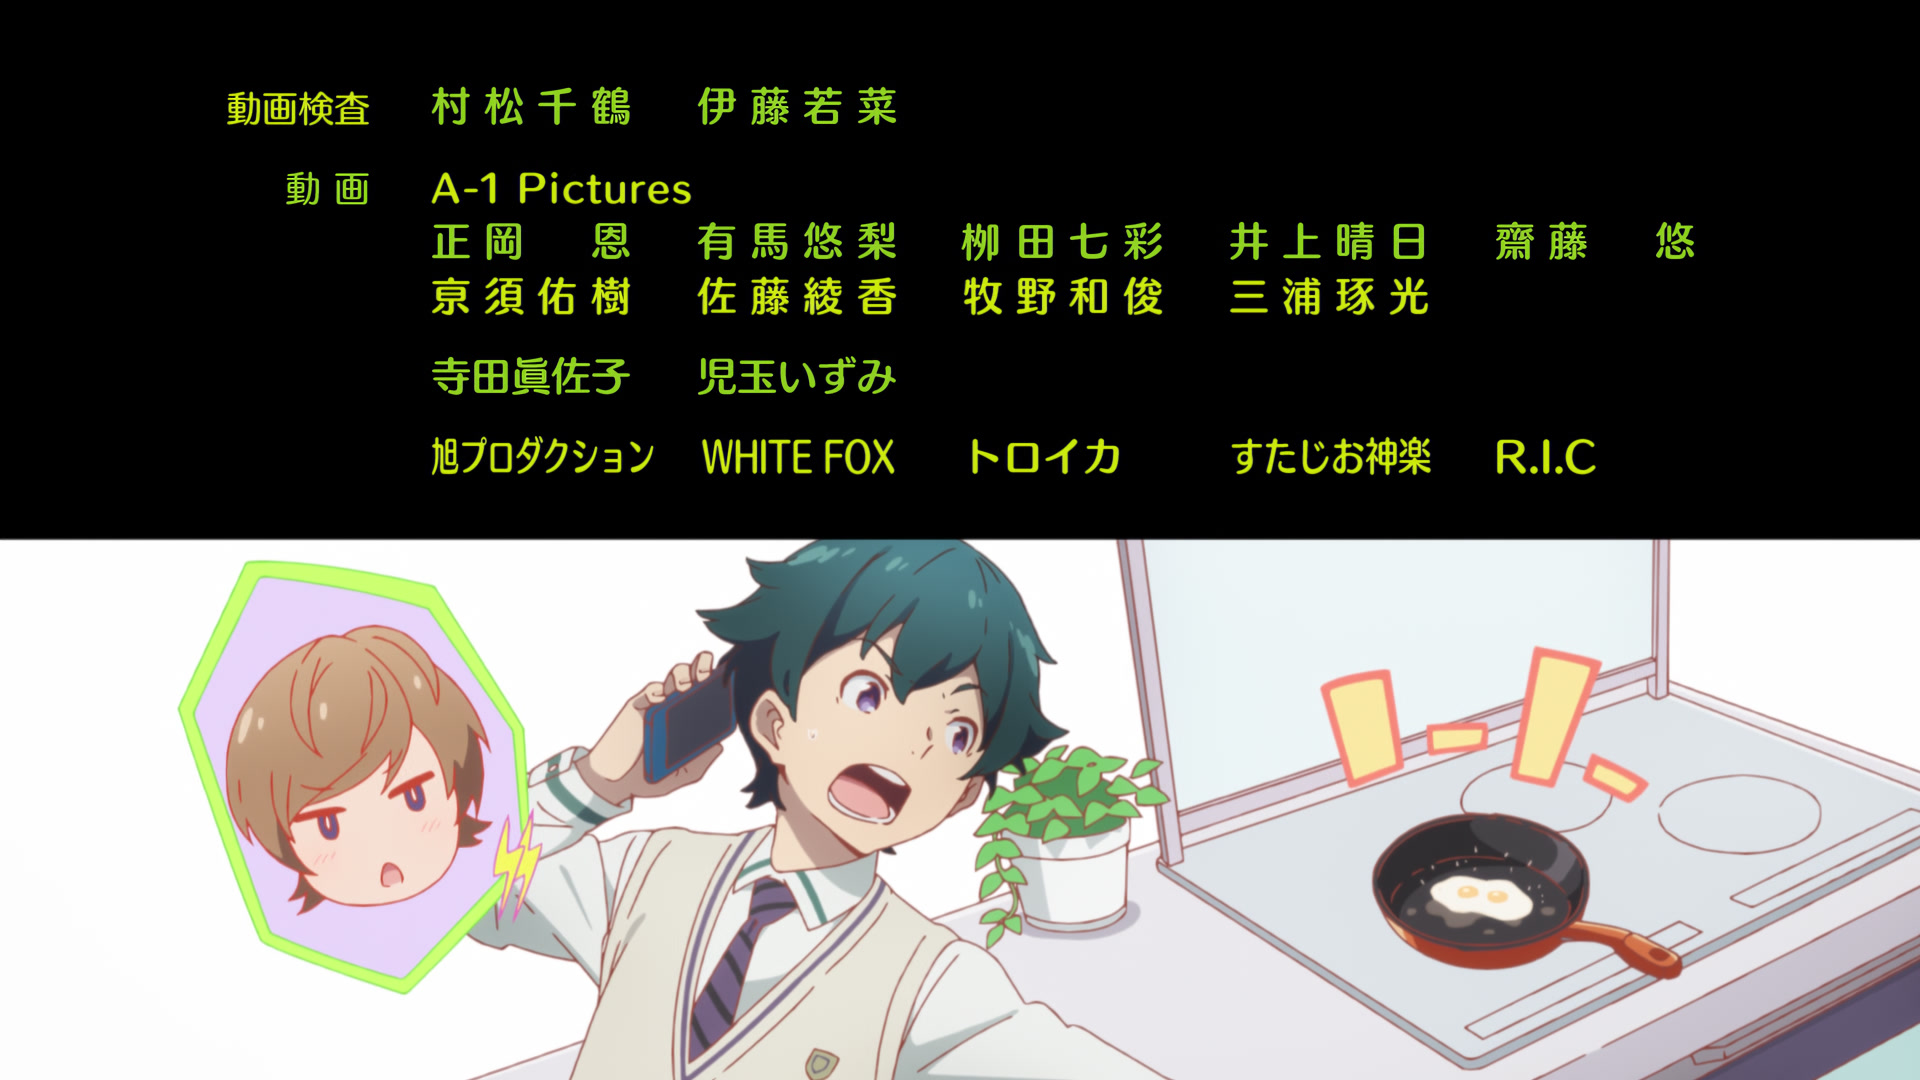 動画検査 村松千鶴 伊藤若菜
動画 A-1 Pictures
正岡 恩 有馬悠梨 栁田七彩 井上晴日 齋藤 悠
亰須佑樹 佐藤綾香 牧野和俊 三浦琢光
寺田眞佐子 児玉いずみ
旭プロダクション WHITE FOX トロイカ すたじお神楽 R.I.C